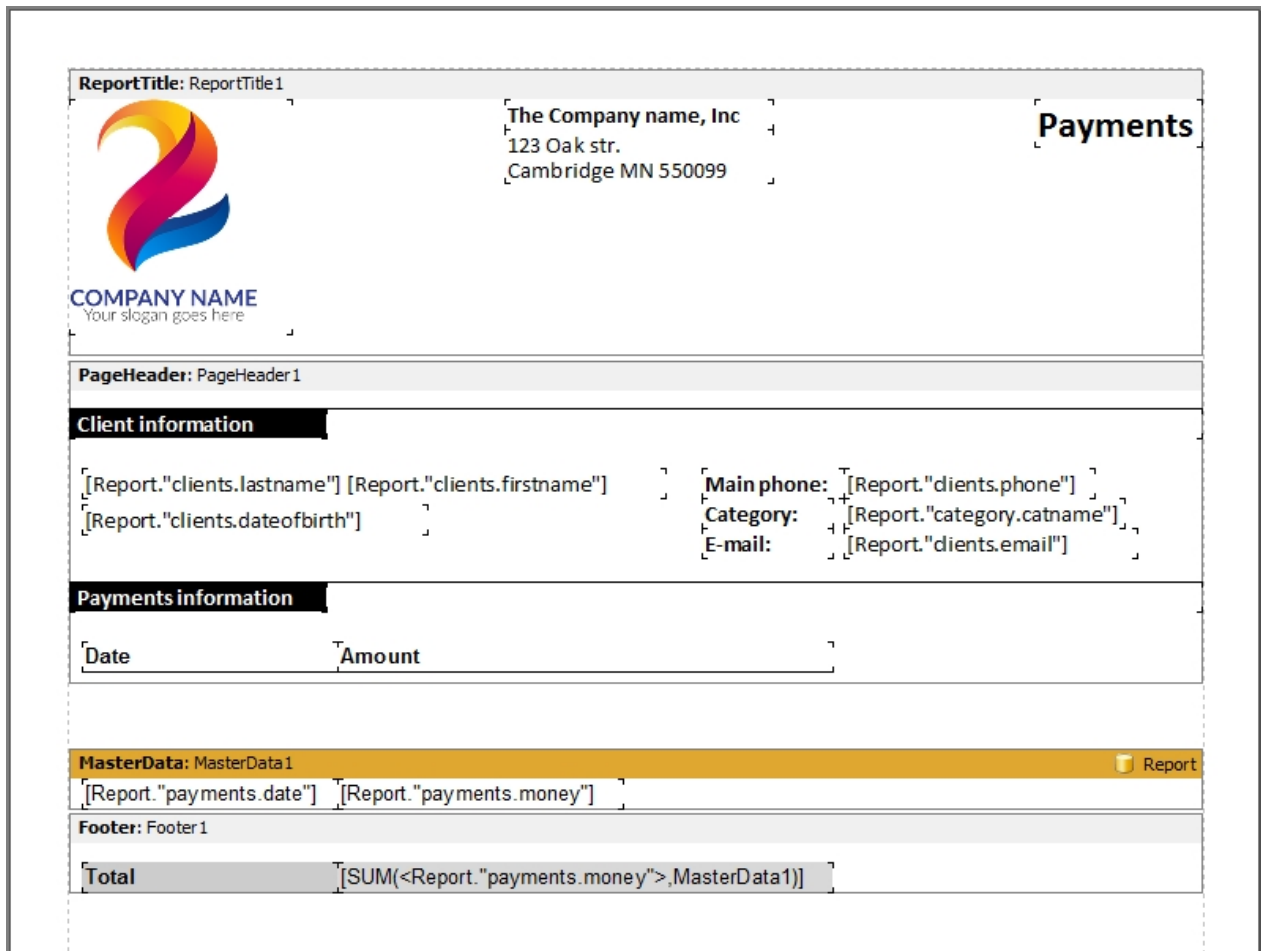 ReportTitle: ReportTitle1
The Company name, Inc
Payments
123 Oak str.
Cambridge MN 550099
COMPANY NAME
Your slogan goes here
PageHeader: PageHeader1
Client information
[Report."clients.lastname"] [Report."clients.firstname"]
Main phone: [Report."clients.phone"]
[Report."clients.dateofbirth"]
Category: [Report."category.catname"]
E-mail: [Report."clients.email"]
Payments information
Date Amount
MasterData: MasterData1 Report
[Report."payments.date"] [Report."payments.money"]
Footer: Footer1
Total [SUM(<Report."payments.money">,MasterData1)]